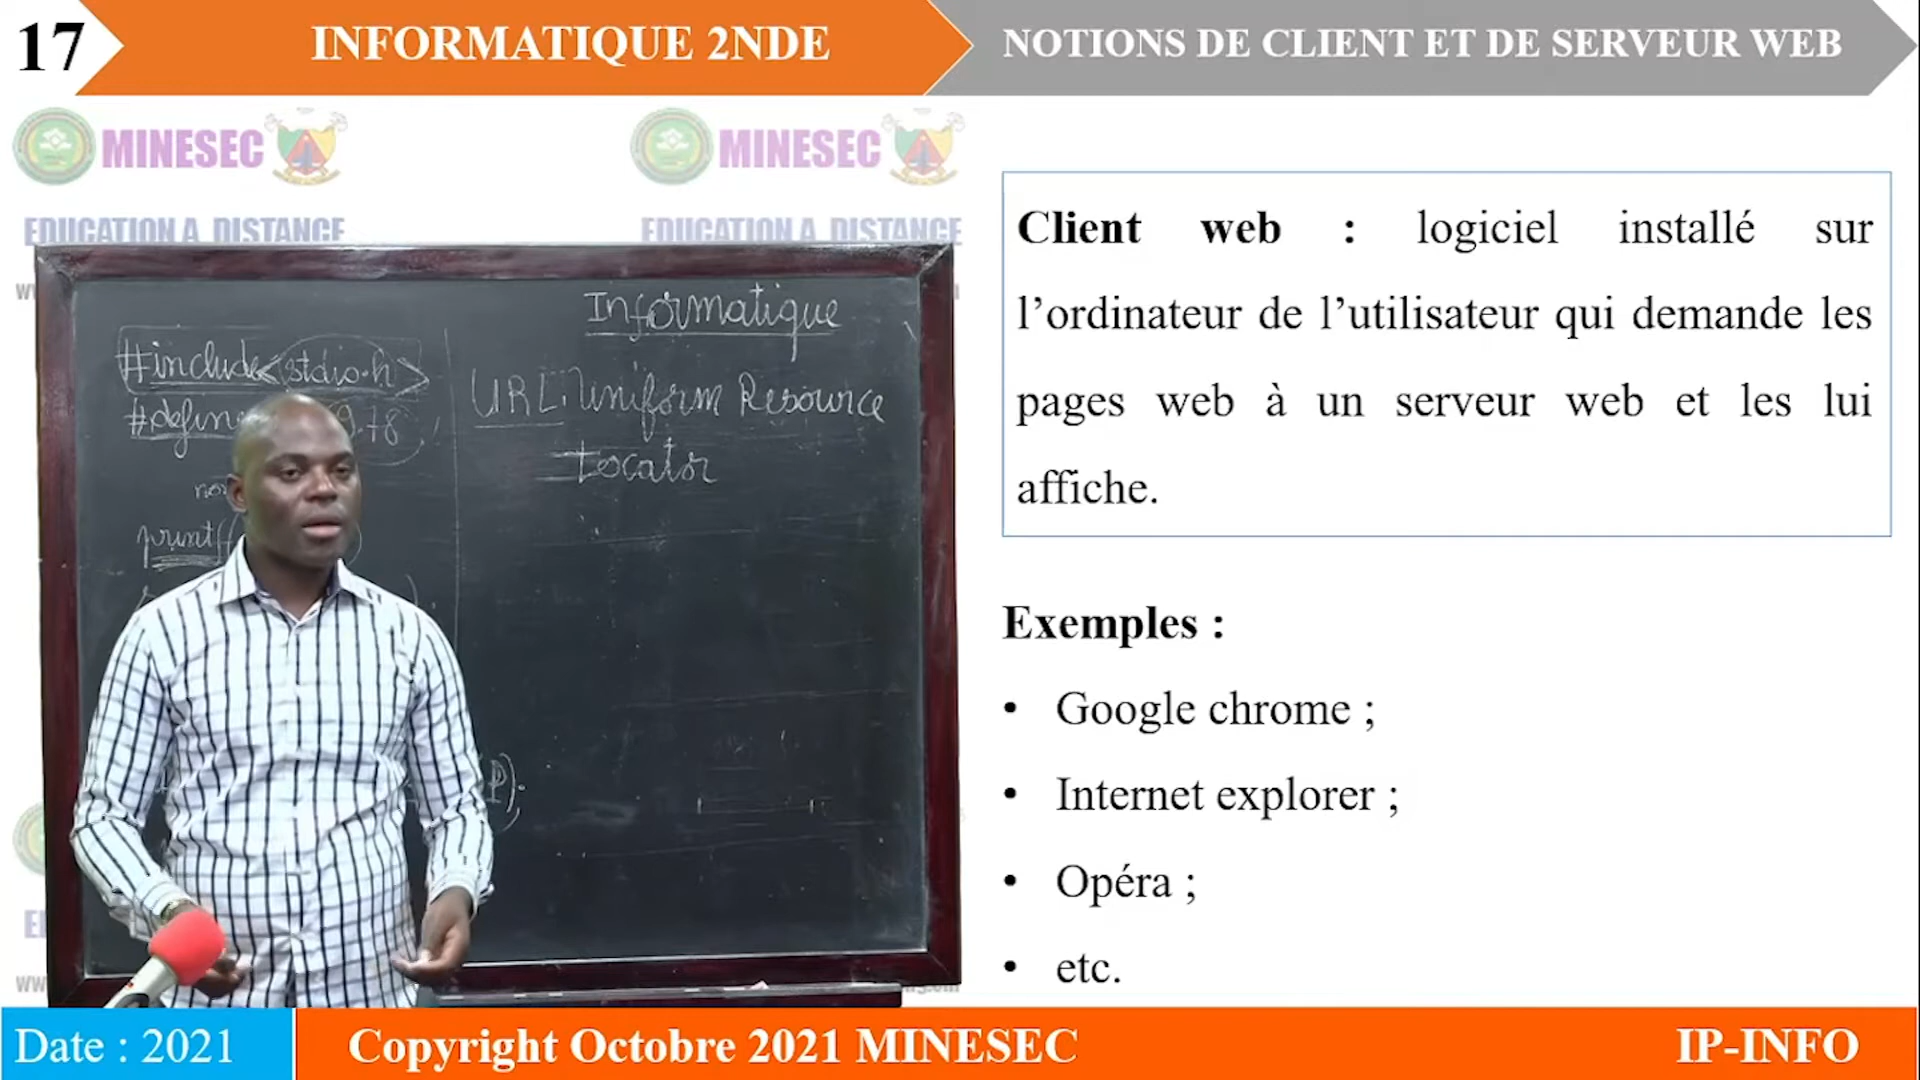 17
INFORMATIQUE 2NDE
NOTIONS DE CLIENT ET DE SERVEUR WEB
MINESEC
MINESEC
EDUCATION A DISTANCE
EDUCATION A DISTANCE
Informatique
#include<stdio.h>
#define
URL: Uniform Resource
Locator
printf(
Client web : logiciel installé sur
l’ordinateur de l’utilisateur qui demande les
pages web à un serveur web et les lui
affiche.
Exemples :
• Google chrome ;
• Internet explorer ;
• Opéra ;
• etc.
Date : 2021
Copyright Octobre 2021 MINESEC
IP-INFO